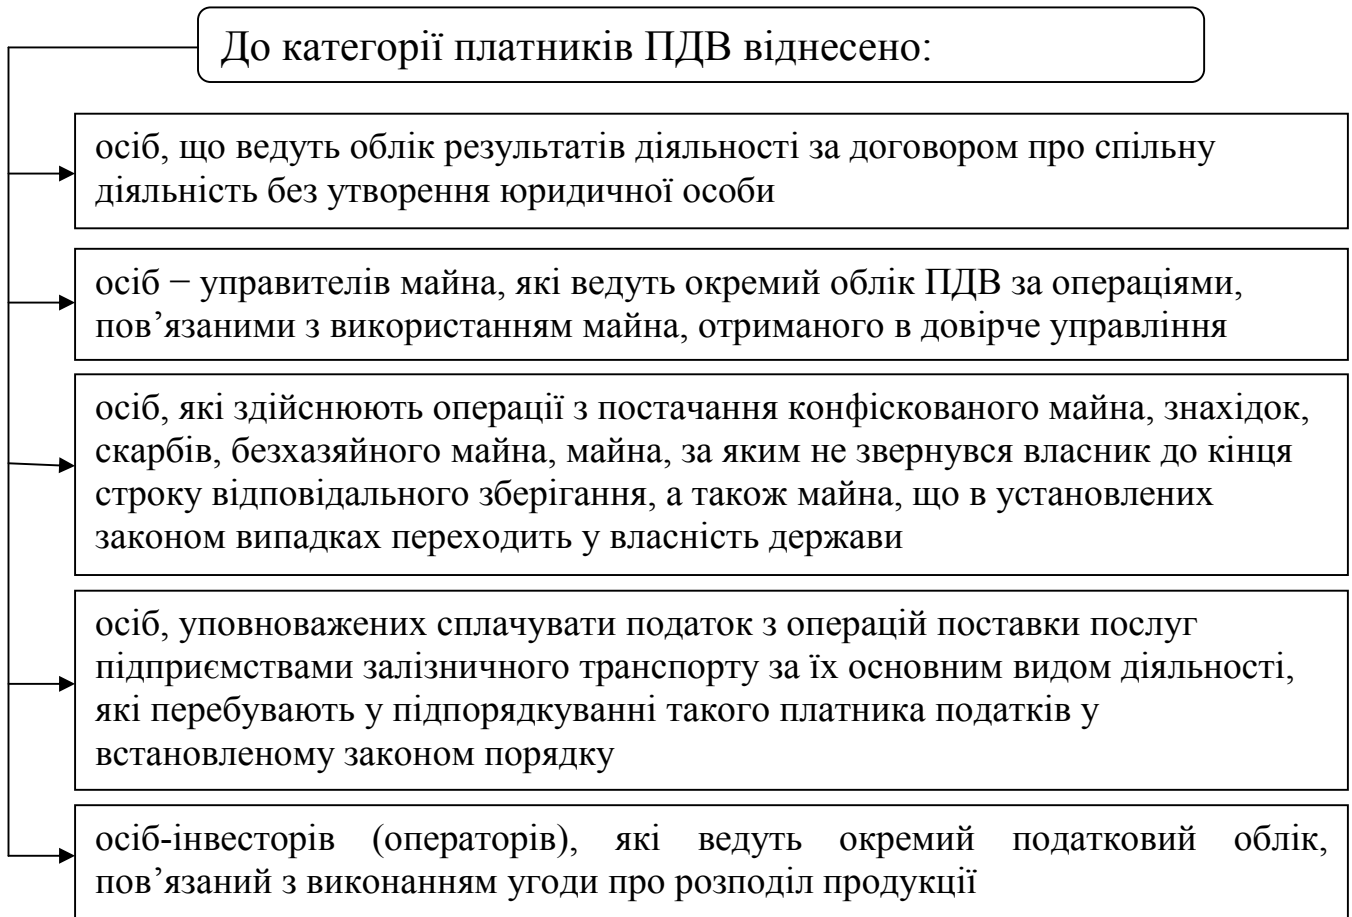 До категорії платників ПДВ віднесено:
осіб, що ведуть облік результатів діяльності за договором про спільну
діяльність без утворення юридичної особи
осіб − управителів майна, які ведуть окремий облік ПДВ за операціями,
пов’язаними з використанням майна, отриманого в довірче управління
осіб, які здійснюють операції з постачання конфіскованого майна, знахідок,
скарбів, безхазяйного майна, майна, за яким не звернувся власник до кінця
строку відповідального зберігання, а також майна, що в установлених
законом випадках переходить у власність держави
осіб, уповноважених сплачувати податок з операцій поставки послуг
підприємствами залізничного транспорту за їх основним видом діяльності,
які перебувають у підпорядкуванні такого платника податків у
встановленому законом порядку
осіб-інвесторів (операторів), які ведуть окремий податковий облік,
пов’язаний з виконанням угоди про розподіл продукції